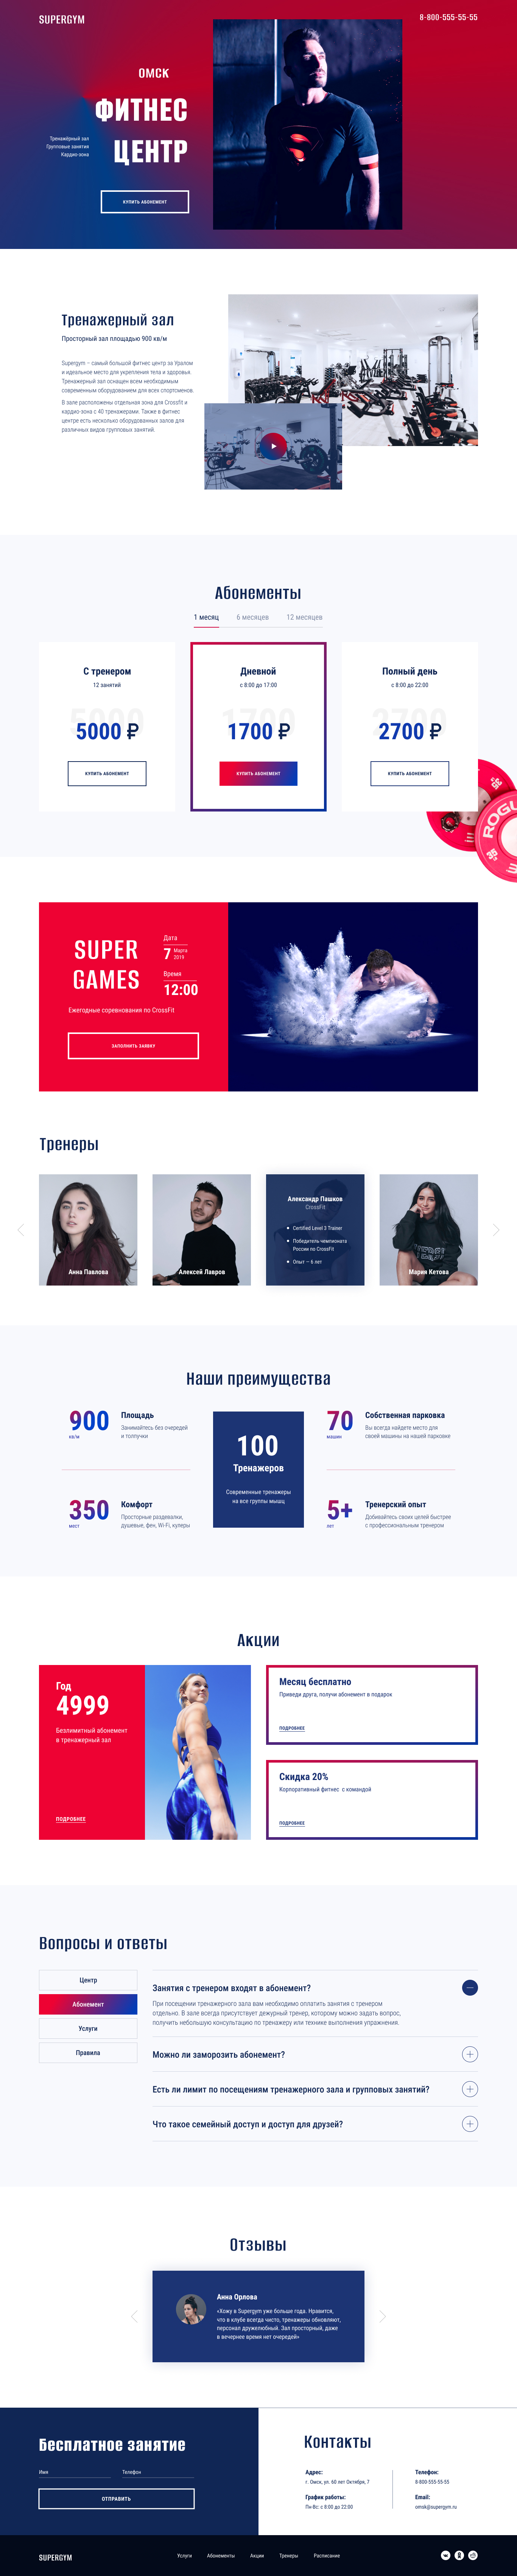 SUPERGYM
8-800-555-55-55
ОМСК
ФИТНЕС
ЦЕНТР
Тренажёрный зал
Групповые занятия
Кардио-зона
КУПИТЬ АБОНЕМЕНТ
Тренажерный зал
Просторный зал площадью 900 кв/м
Supergym – самый большой фитнес центр за Уралом
и идеальное место для укрепления тела и здоровья.
Тренажерный зал оснащен всем необходимым
современным оборудованием для всех спортсменов.
В зале расположены отдельная зона для Crossfit и
кардио-зона с 40 тренажерами. Также в фитнес
центре есть несколько оборудованных залов для
различных видов групповых занятий.
Абонементы
1 месяц
6 месяцев
12 месяцев
С тренером
12 занятий
5000
5000 ₽
КУПИТЬ АБОНЕМЕНТ
Дневной
с 8:00 до 17:00
1700
1700 ₽
КУПИТЬ АБОНЕМЕНТ
Полный день
с 8:00 до 22:00
2700
2700 ₽
КУПИТЬ АБОНЕМЕНТ
SUPER
GAMES
Дата
7 Марта
2019
Время
12:00
Ежегодные соревнования по CrossFit
ЗАПОЛНИТЬ ЗАЯВКУ
Тренеры
Анна Павлова
Алексей Лавров
Александр Пашков
CrossFit
Certified Level 3 Trainer
Победитель чемпионата
России по CrossFit
Опыт – 6 лет
Мария Кетова
Наши преимущества
900
кв/м
Площадь
Занимайтесь без очередей
и толпучки
350
мест
Комфорт
Просторные раздевалки,
душевые, фен, Wi-Fi, кулеры
100
Тренажеров
Современные тренажеры
на все группы мышц
70
машин
Собственная парковка
Вы всегда найдете место для
своей машины на нашей парковке
5+
лет
Тренерский опыт
Добивайтесь своих целей быстрее
с профессиональным тренером
Акции
Год
4999
Безлимитный абонемент
в тренажерный зал
ПОДРОБНЕЕ
Месяц бесплатно
Приведи друга, получи абонемент в подарок
ПОДРОБНЕЕ
Скидка 20%
Корпоративный фитнес с командой
ПОДРОБНЕЕ
Вопросы и ответы
Центр
Абонемент
Услуги
Правила
Занятия с тренером входят в абонемент?
При посещении тренажерного зала вам необходимо оплатить занятия с тренером
отдельно. В зале всегда присутствует дежурный тренер, которому можно задать вопрос,
получить небольшую консультацию по тренажеру или технике выполнения упражнения.
Можно ли заморозить абонемент?
Есть ли лимит по посещениям тренажерного зала и групповых занятий?
Что такое семейный доступ и доступ для друзей?
Отзывы
Анна Орлова
«Хожу в Supergym уже больше года. Нравится,
что в клубе всегда чисто, тренажеры обновляют,
персонал дружелюбный. Зал просторный, даже
в вечернее время нет очередей»
Бесплатное занятие
Имя
Телефон
ОТПРАВИТЬ
Контакты
Адрес:
г. Омск, ул. 60 лет Октября, 7
График работы:
Пн-Вс: с 8:00 до 22:00
Телефон:
8-800-555-55-55
Email:
omsk@supergym.ru
SUPERGYM
Услуги
Абонементы
Акции
Тренеры
Расписание